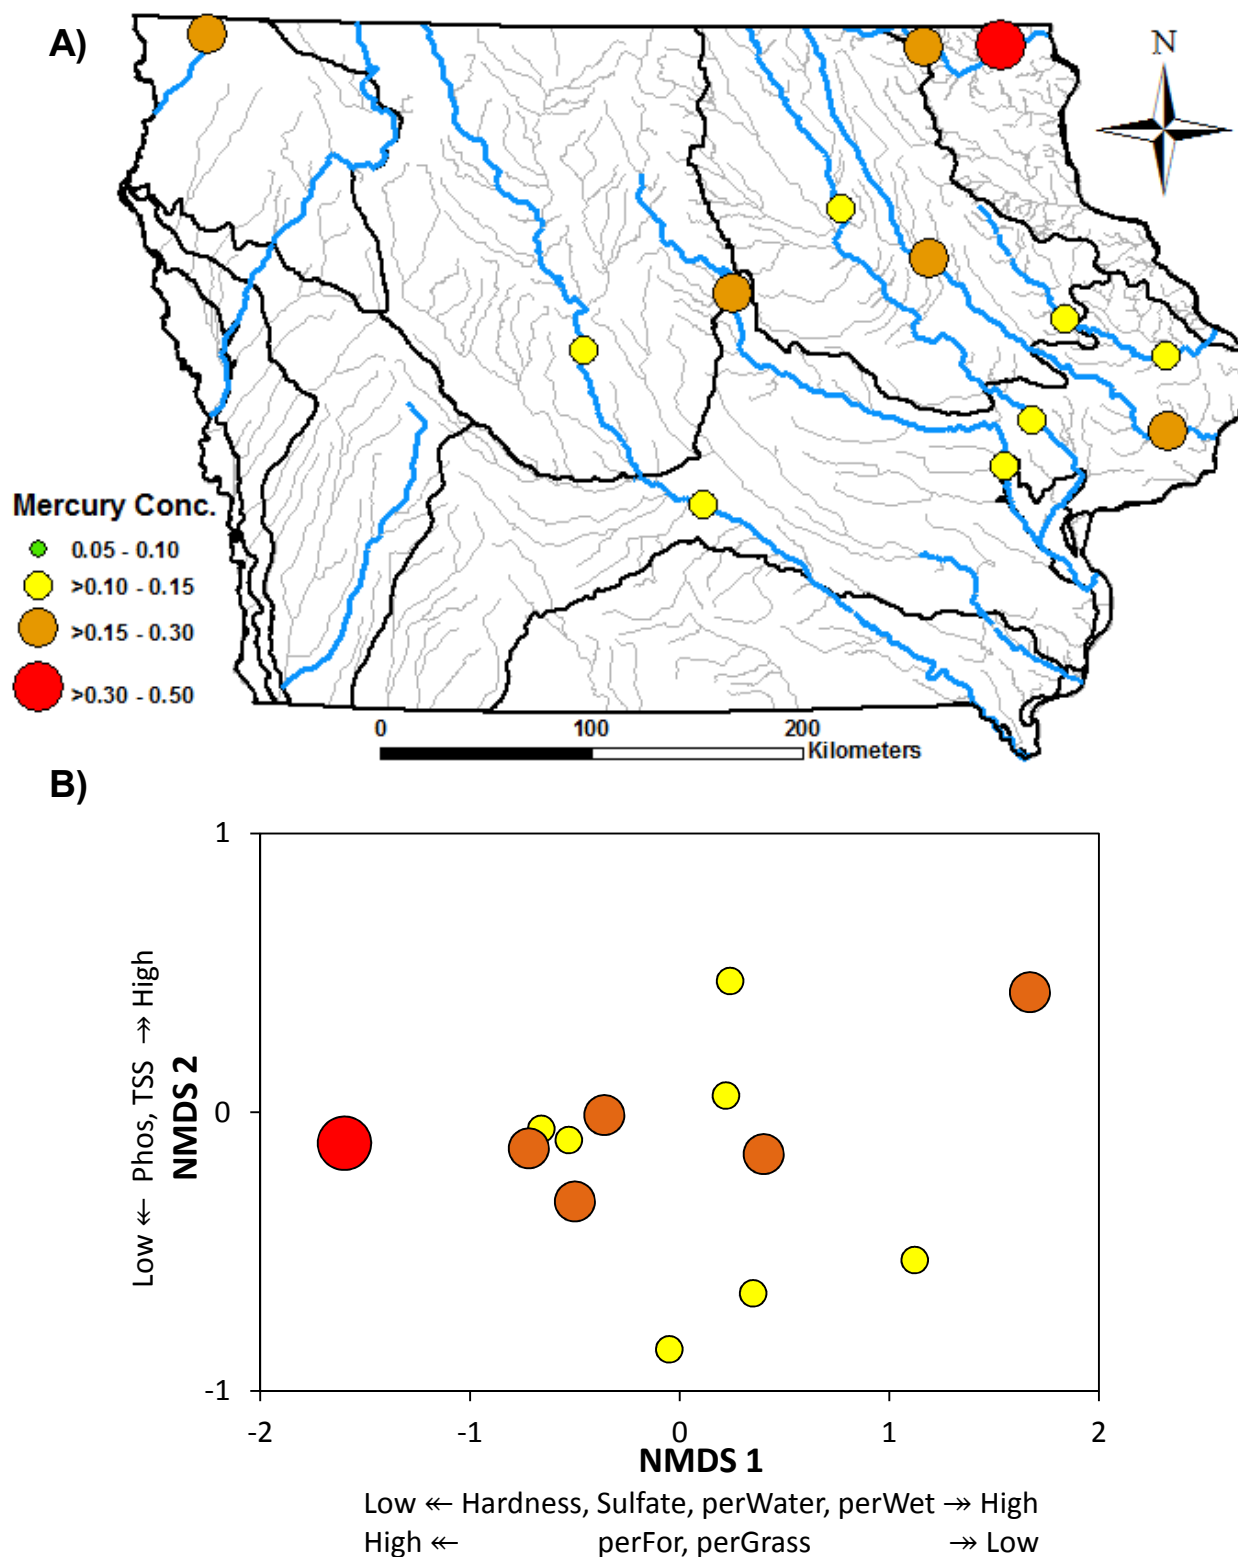 A)
N
Mercury Conc.
0.05 - 0.10
>0.10 - 0.15
>0.15 - 0.30
>0.30 - 0.50
0 100 200
Kilometers
B)
1
0
-1
Low ↞ Phos, TSS ↠ High
NMDS 2
-2 -1 0 1 2
NMDS 1
Low ↞ Hardness, Sulfate, perWater, perWet ↠ High
High ↞ perFor, perGrass ↠ Low